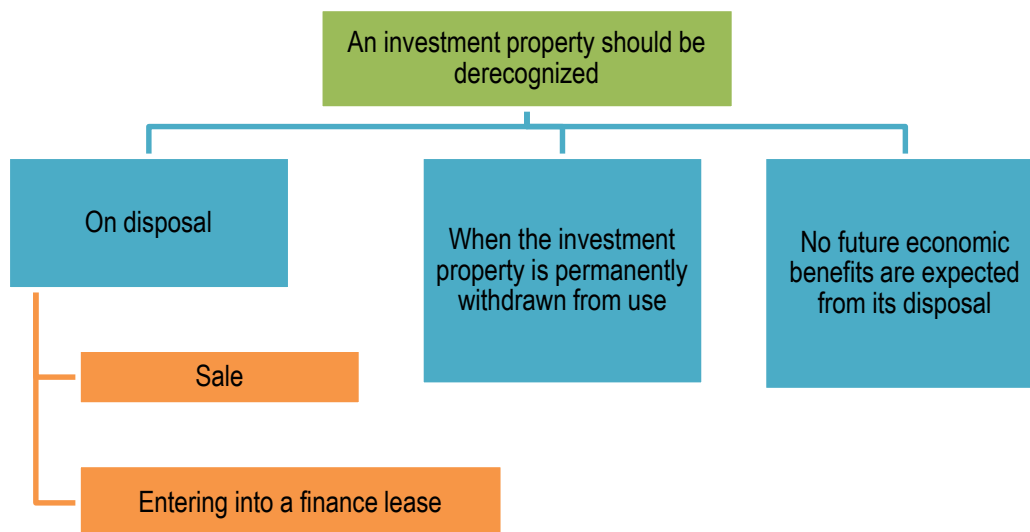 An investment property should be
derecognized
On disposal
When the investment
property is permanently
withdrawn from use
No future economic
benefits are expected
from its disposal
Sale
Entering into a finance lease